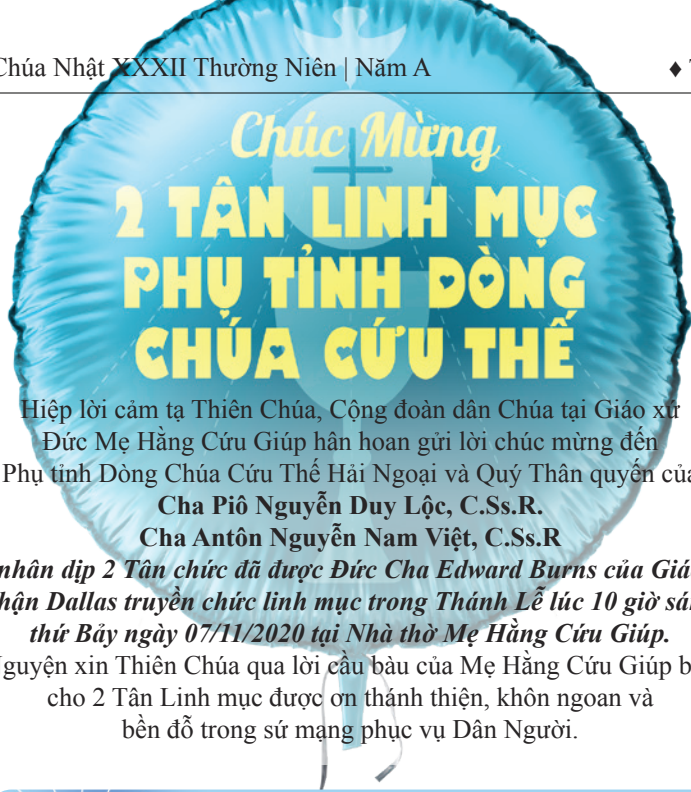 Chúa Nhật XXXII Thường Niên | Năm A ♦
Chúc Mừng
2 TÂN LINH MỤC
PHỤ TỈNH DÒNG
CHÚA CỨU THẾ
Hiệp lời cảm tạ Thiên Chúa, Cộng đoàn dân Chúa tại Giáo xứ
Đức Mẹ Hằng Cứu Giúp hân hoan gửi lời chúc mừng đến
Phụ tỉnh Dòng Chúa Cứu Thế Hải Ngoại và Quý Thân quyến của
Cha Piô Nguyễn Duy Lộc, C.Ss.R.
Cha Antôn Nguyễn Nam Việt, C.Ss.R
nhân dịp 2 Tân chức đã được Đức Cha Edward Burns của Giáo
phận Dallas truyền chức linh mục trong Thánh Lễ lúc 10 giờ sáng
thứ Bảy ngày 07/11/2020 tại Nhà thờ Mẹ Hằng Cứu Giúp.
Nguyện xin Thiên Chúa qua lời cầu bàu của Mẹ Hằng Cứu Giúp
cho 2 Tân Linh mục được ơn thánh thiện, khôn ngoan và
bền đỗ trong sứ mạng phục vụ Dân Người.